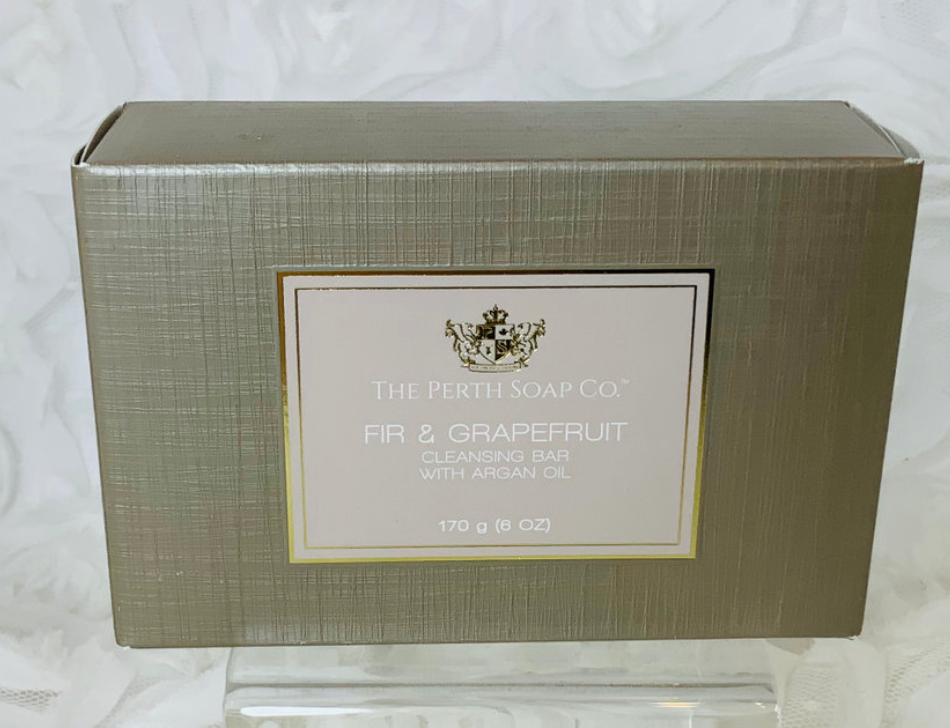 THE PERTH SOAP CO.™
FIR & GRAPEFRUIT
CLEANSING BAR
WITH ARGAN OIL
170 g (6 OZ)